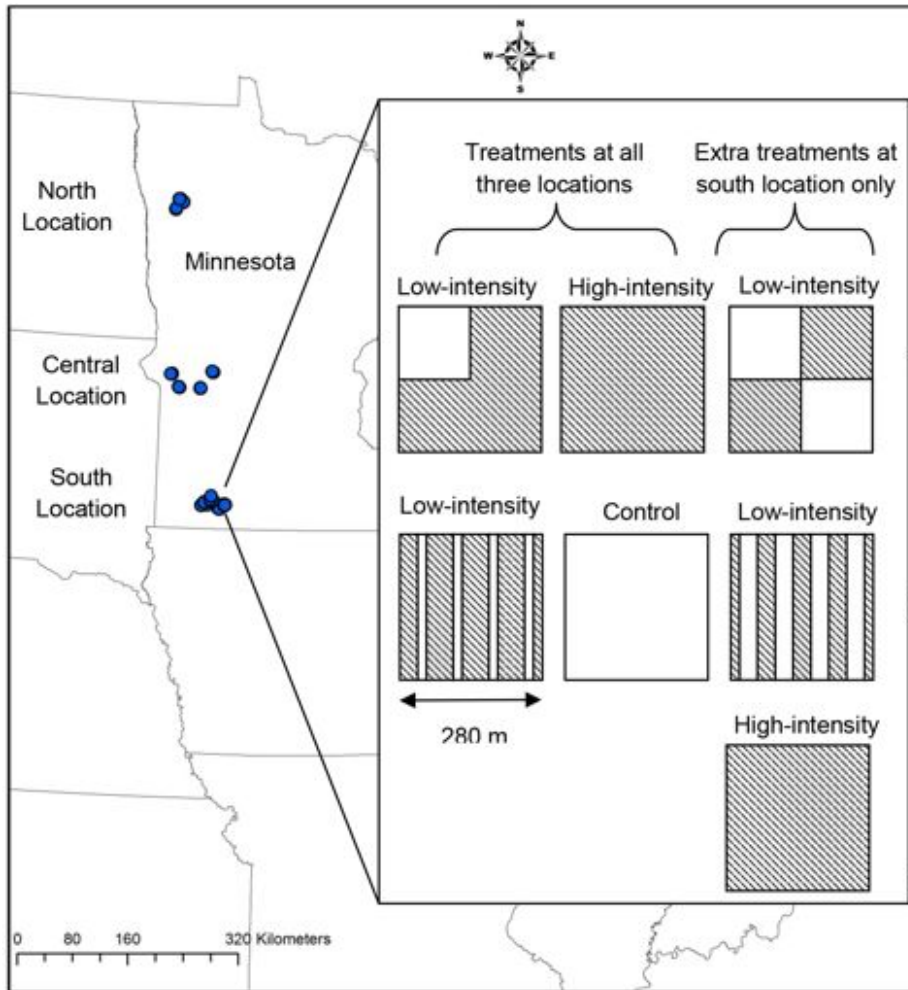 N
W E
S
Treatments at all
three locations
Extra treatments at
south location only
North
Location
Minnesota
Low-intensity
High-intensity
Low-intensity
Central
Location
South
Location
Low-intensity
Control
Low-intensity
280 m
High-intensity
0 80 160 320 Kilometers